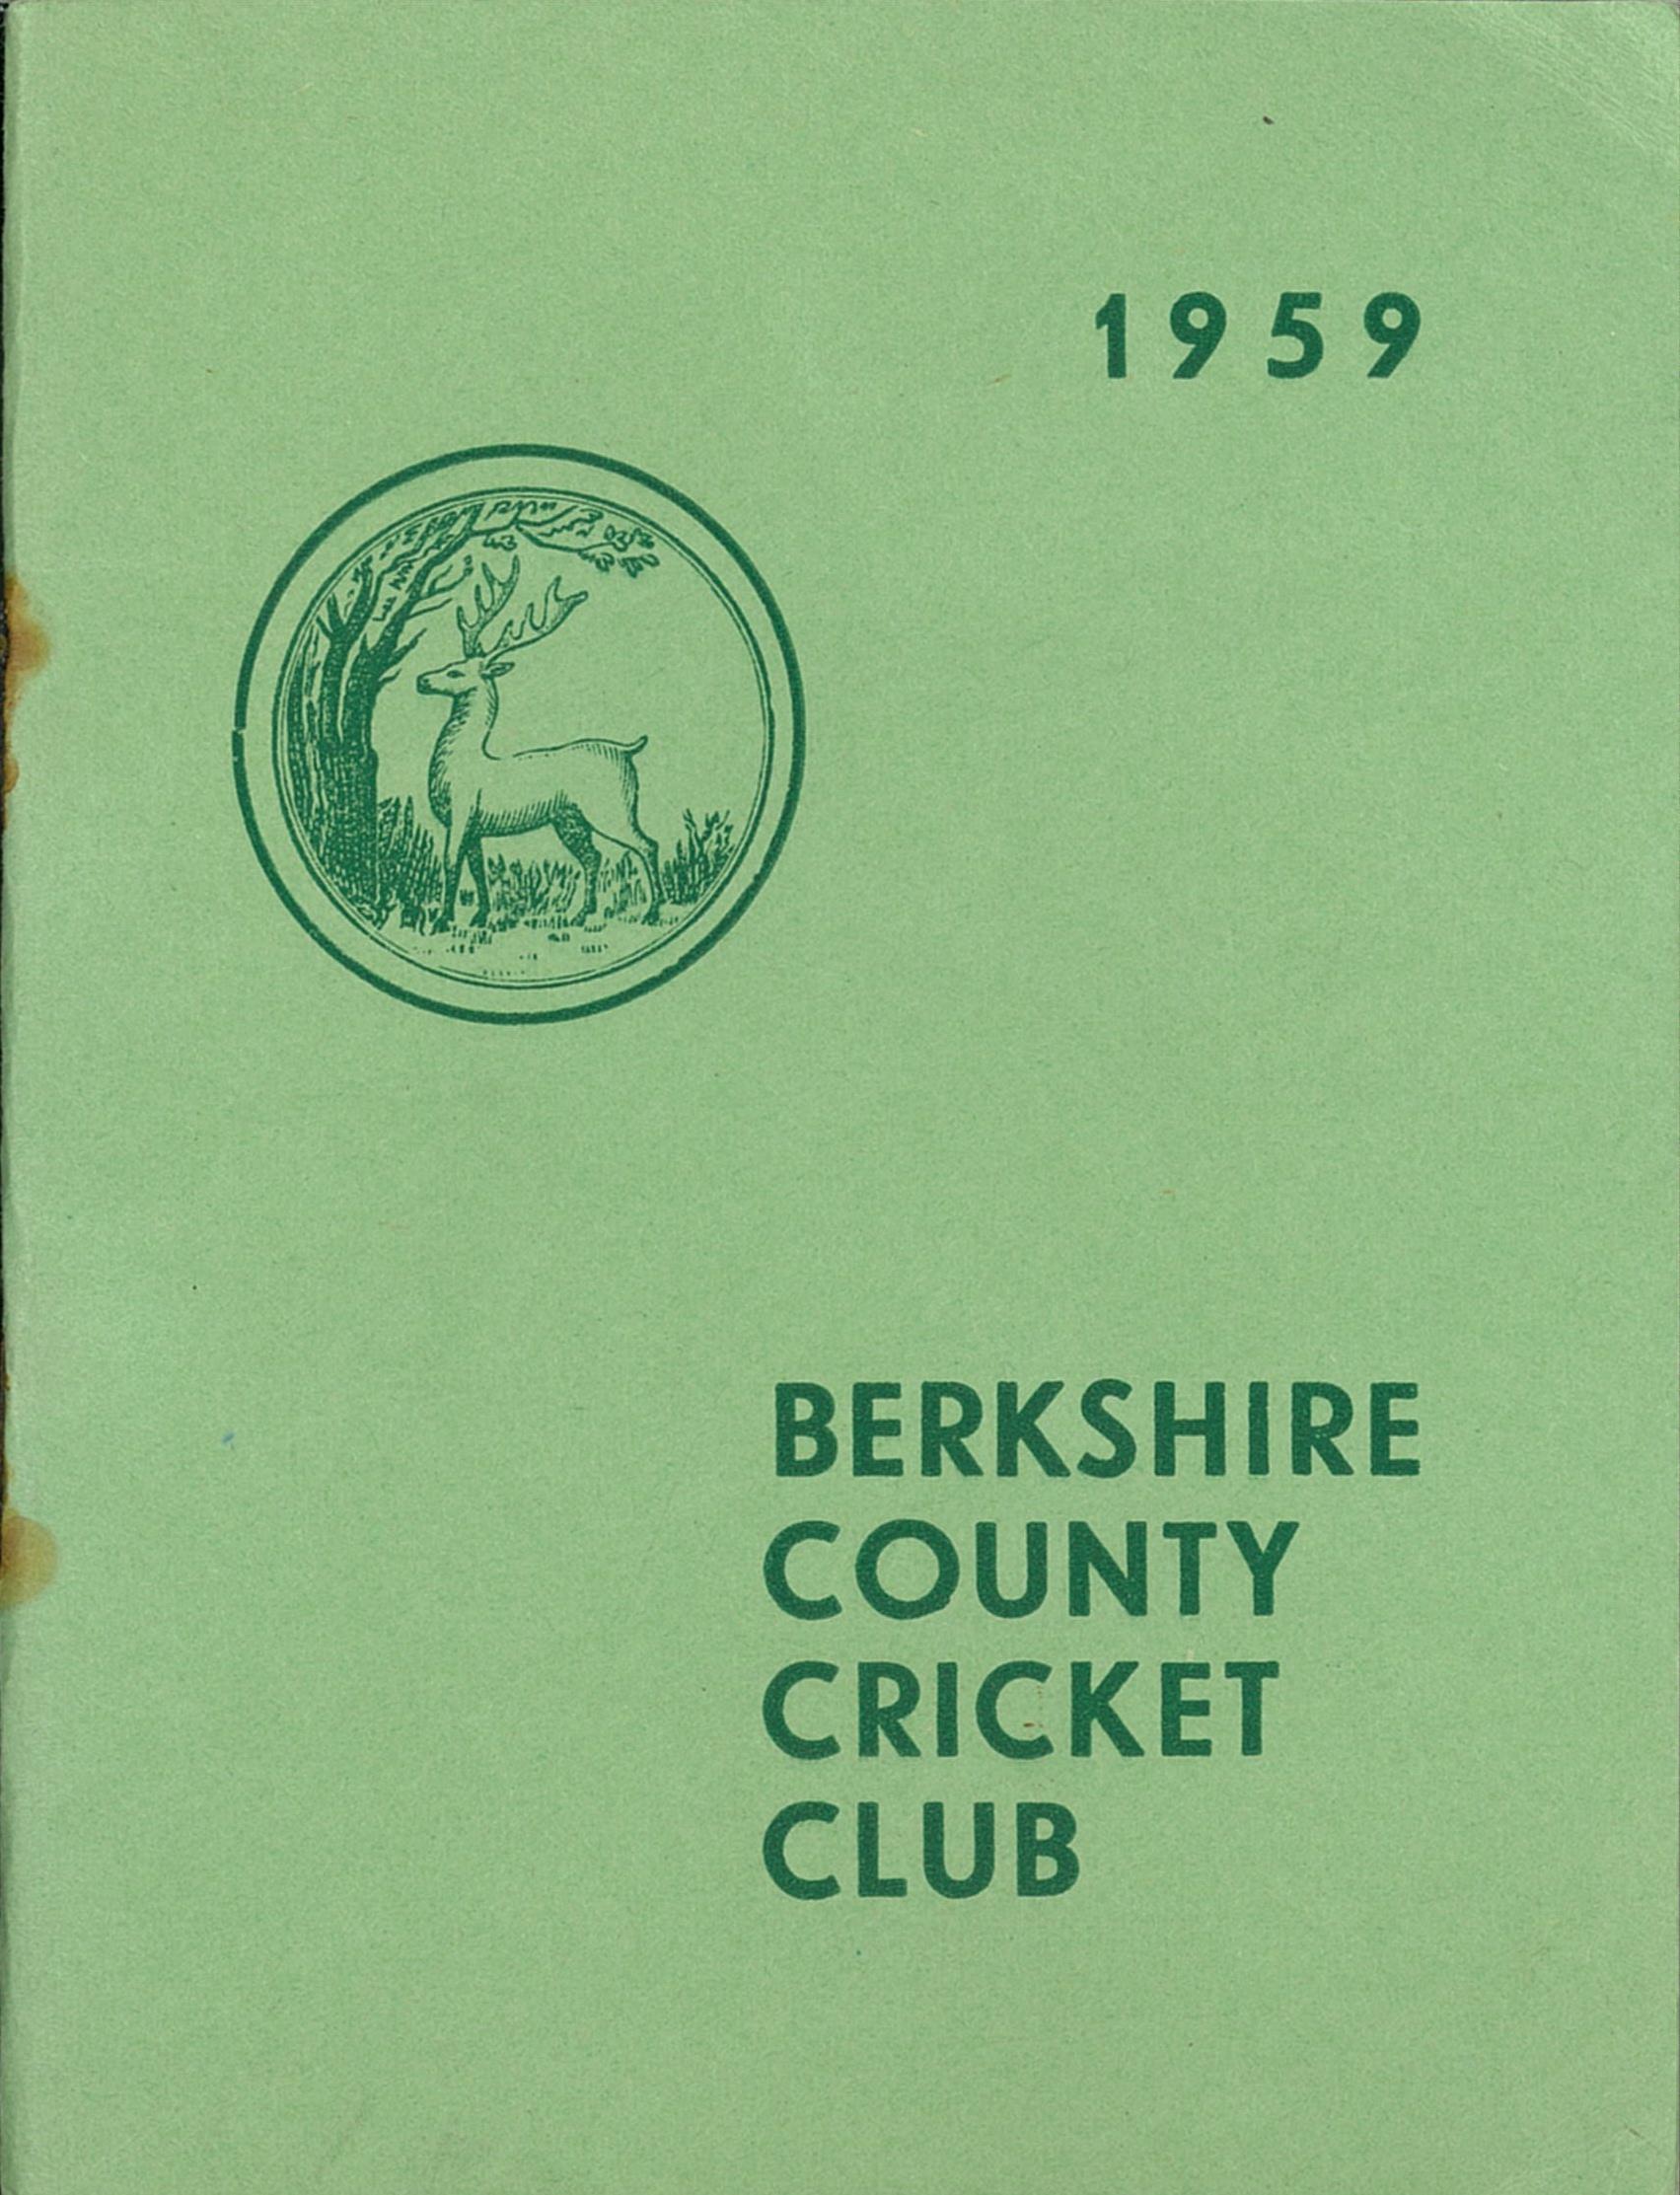 1959
BERKSHIRE
COUNTY
CRICKET
CLUB